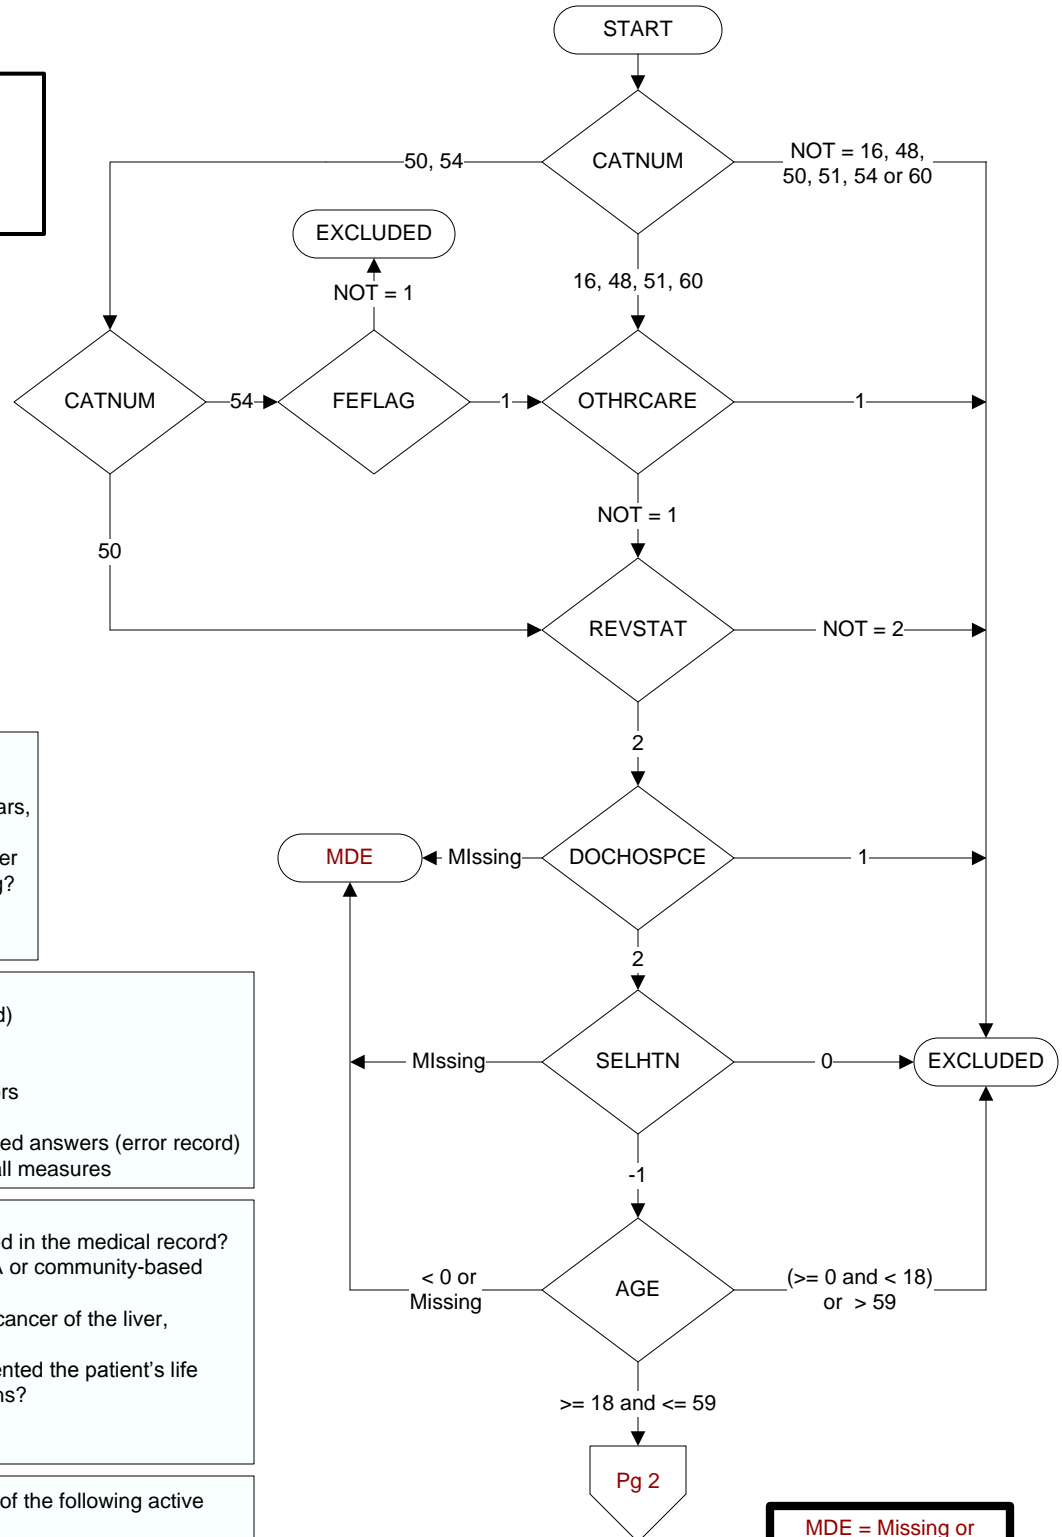 START
CATNUM
50, 54
NOT = 16, 48,
50, 51, 54 or 60
EXCLUDED
NOT = 1
16, 48, 51, 60
CATNUM
54
FEFLAG
1
OTHRCARE
1
NOT = 1
50
REVSTAT
NOT = 2
2
ars,
er
g?
MDE
MIssing
DOCHOSPCE
1
2
d)
rs
ed answers (error record)
all measures
MIssing
SELHTN
0
EXCLUDED
-1
ed in the medical record?
A or community-based
cancer of the liver,
ented the patient's life
ns?
< 0 or
Missing
AGE
(>= 0 and < 18)
or > 59
>= 18 and <= 59
Pg 2
of the following active
MDE = Missing or